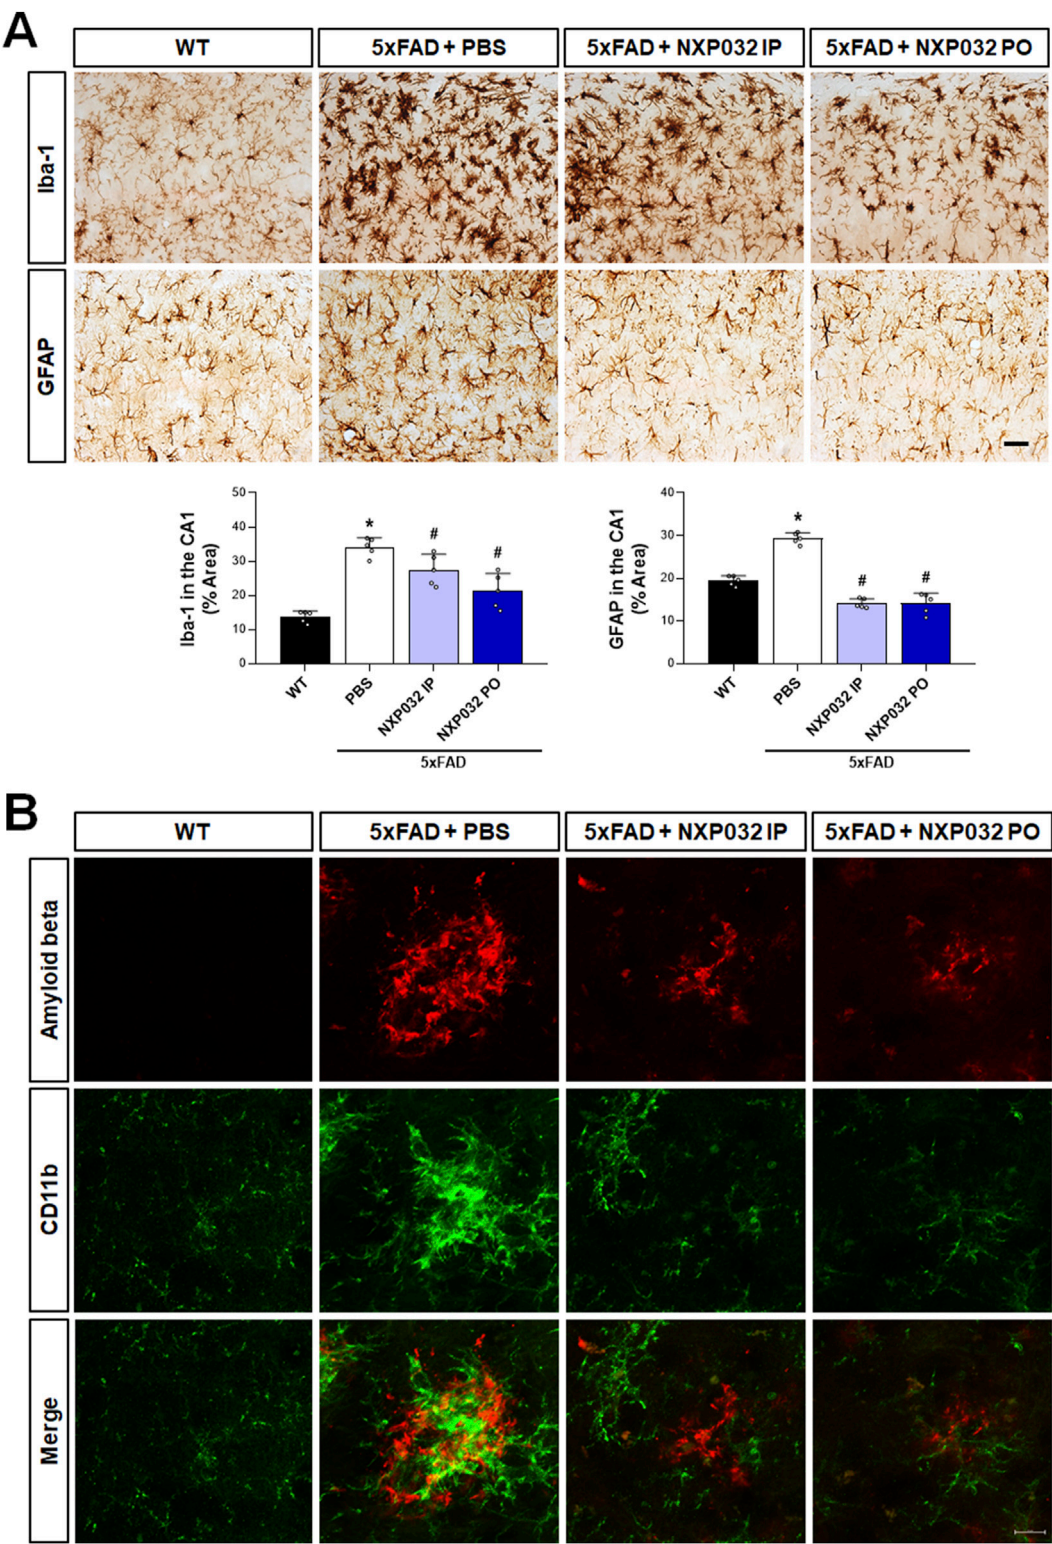 A
WT
5xFAD + PBS
5xFAD + NXP032 IP
5xFAD + NXP032 PO
Iba-1
GFAP
Iba-1 in the CA1
(% Area)
50
40
30
20
10
0
*
#
#
WT
PBS
NXP032 IP
NXP032 PO
5xFAD
GFAP in the CA1
(% Area)
40
30
20
10
0
*
#
#
WT
PBS
NXP032 IP
NXP032 PO
5xFAD
B
WT
5xFAD + PBS
5xFAD + NXP032 IP
5xFAD + NXP032 PO
Amyloid beta
CD11b
Merge